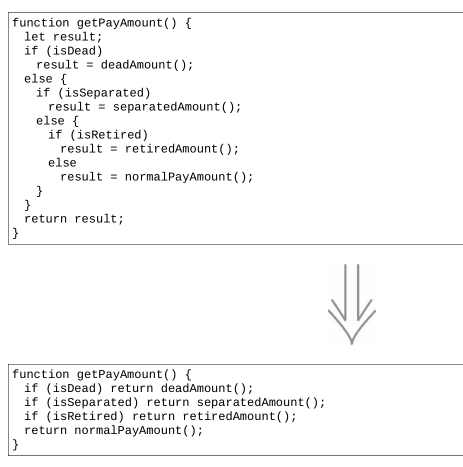 function getPayAmount() {
  let result;
  if (isDead)
    result = deadAmount();
  else {
    if (isSeparated)
      result = separatedAmount();
    else {
      if (isRetired)
        result = retiredAmount();
      else
        result = normalPayAmount();
    }
  }
  return result;
}
function getPayAmount() {
  if (isDead) return deadAmount();
  if (isSeparated) return separatedAmount();
  if (isRetired) return retiredAmount();
  return normalPayAmount();
}